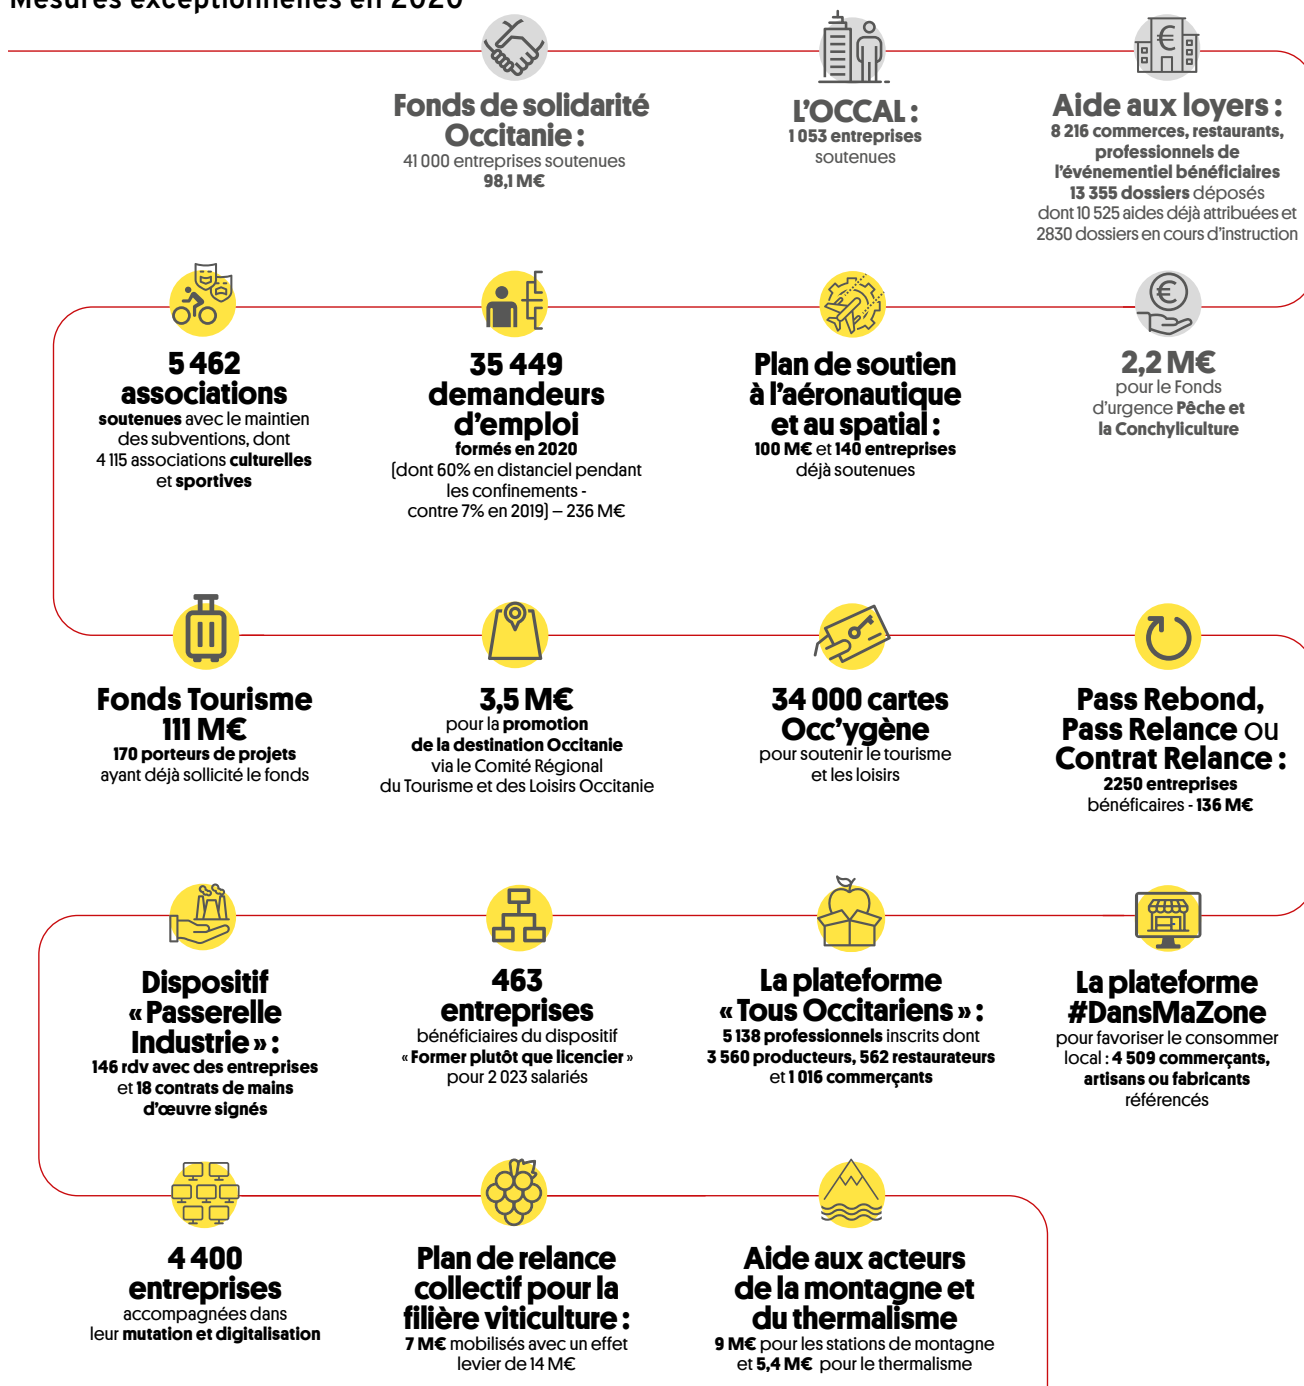 Mesures exceptionnelles en 2020
Fonds de solidarité
Occitanie :
41 000 entreprises soutenues
98,1 M€
L'OCCAL :
1 053 entreprises
soutenues
Aide aux loyers :
8 216 commerces, restaurants,
professionnels de
l'événementiel bénéficiaires
13 355 dossiers déposés
dont 10 525 aides déjà attribuées et
2830 dossiers en cours d'instruction
5 462
associations
soutenues avec le maintien
des subventions, dont
4 115 associations culturelles
et sportives
35 449
demandeurs
d'emploi
formés en 2020
(dont 60% en distanciel pendant
les confinements -
contre 7% en 2019) – 236 M€
Plan de soutien
à l'aéronautique
et au spatial :
100 M€ et 140 entreprises
déjà soutenues
2,2 M€
pour le Fonds
d'urgence Pêche et
la Conchyliculture
Fonds Tourisme
111 M€
170 porteurs de projets
ayant déjà sollicité le fonds
3,5 M€
pour la promotion
de la destination Occitanie
via le Comité Régional
du Tourisme et des Loisirs Occitanie
34 000 cartes
Occ'ygène
pour soutenir le tourisme
et les loisirs
Pass Rebond,
Pass Relance ou
Contrat Relance :
2250 entreprises
bénéficaires - 136 M€
Dispositif
« Passerelle
Industrie » :
146 rdv avec des entreprises
et 18 contrats de mains
d'œuvre signés
463
entreprises
bénéficiaires du dispositif
« Former plutôt que licencier »
pour 2 023 salariés
La plateforme
« Tous Occitariens » :
5 138 professionnels inscrits dont
3 560 producteurs, 562 restaurateurs
et 1 016 commerçants
La plateforme
#DansMaZone
pour favoriser le consommer
local : 4 509 commerçants,
artisans ou fabricants
référencés
4 400
entreprises
accompagnées dans
leur mutation et digitalisation
Plan de relance
collectif pour la
filière viticulture :
7 M€ mobilisés avec un effet
levier de 14 M€
Aide aux acteurs
de la montagne et
du thermalisme
9 M€ pour les stations de montagne
et 5,4 M€ pour le thermalisme